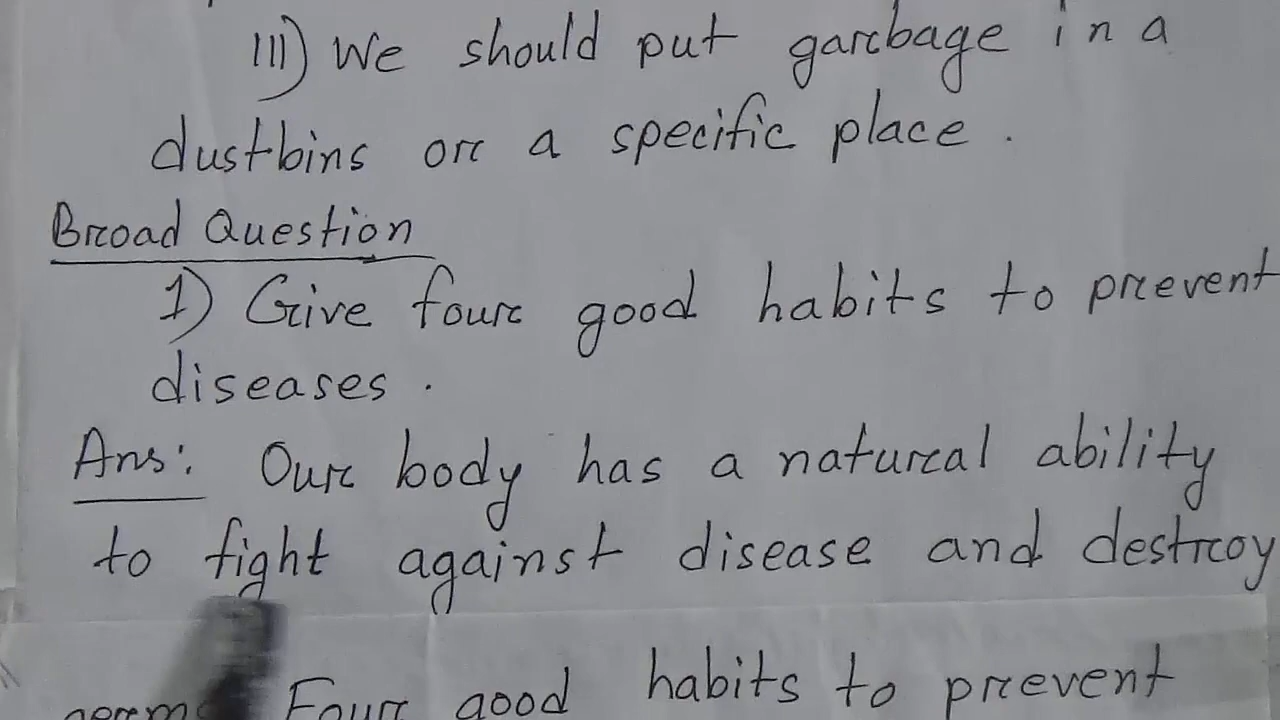 III) We should put garbage in a
dustbins or a specific place.
Broad Question
1) Give four good habits to prevent
diseases.
Ans: Our body has a natural ability
to fight against disease and destroy
Four good habits to prevent